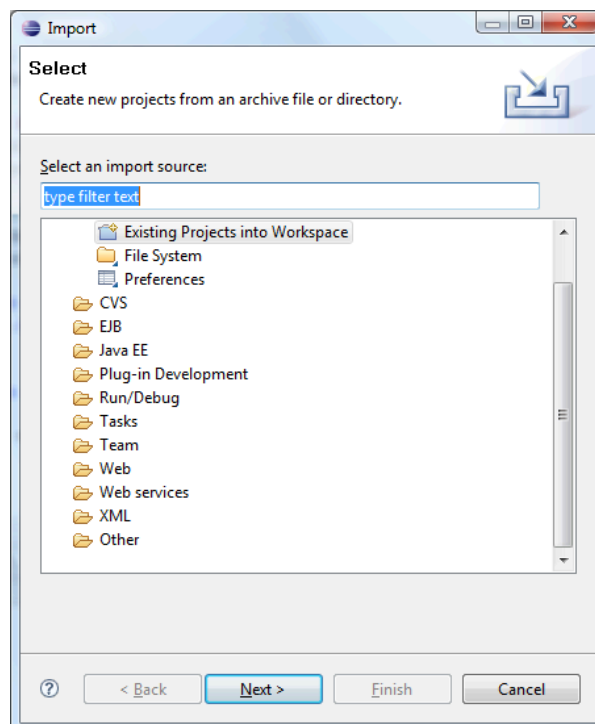 Import
Select
Create new projects from an archive file or directory.
Select an import source:
type filter text
Existing Projects into Workspace
File System
Preferences
CVS
EJB
Java EE
Plug-in Development
Run/Debug
Tasks
Team
Web
Web services
XML
Other
? < Back Next > Finish Cancel